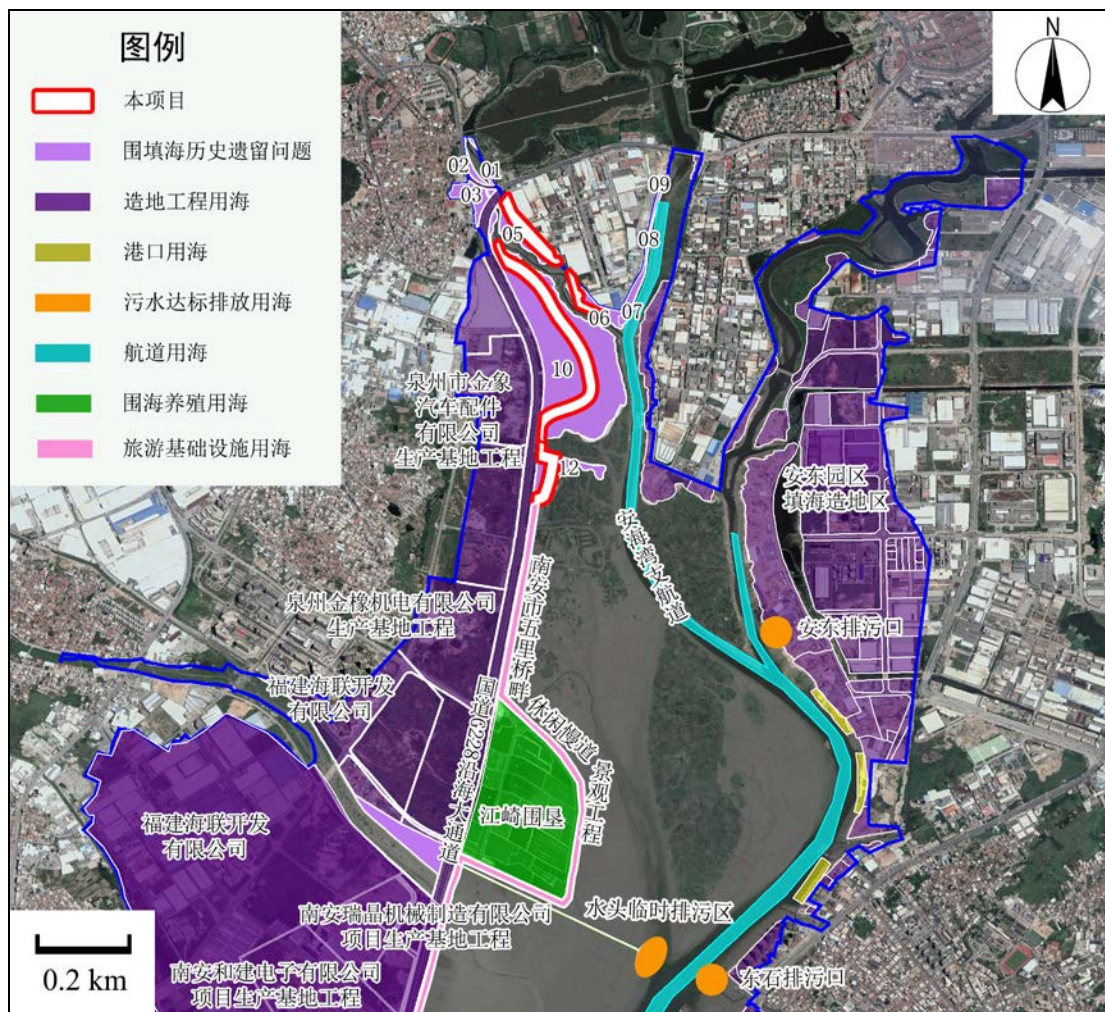 图例
本项目
围填海历史遗留问题
造地工程用海
港口用海
污水达标排放用海
航道用海
围海养殖用海
旅游基础设施用海
N
02
01
03
05
09
08
07
06
10
12
泉州市金象
汽车配件
有限公司
生产基地工程
安东园区
填海造地区
安海湾支航道
南安市五里桥畔休闲慢道景观工程
泉州金橡机电有限公司
生产基地工程
安东排污口
福建海联开发
有限公司
国道G228沿海大通道
江崎围垦
福建海联开发
有限公司
南安瑞晶机械制造有限公司
项目生产基地工程
水头临时排污区
东石排污口
南安和建电子有限公司
项目生产基地工程
0.2 km